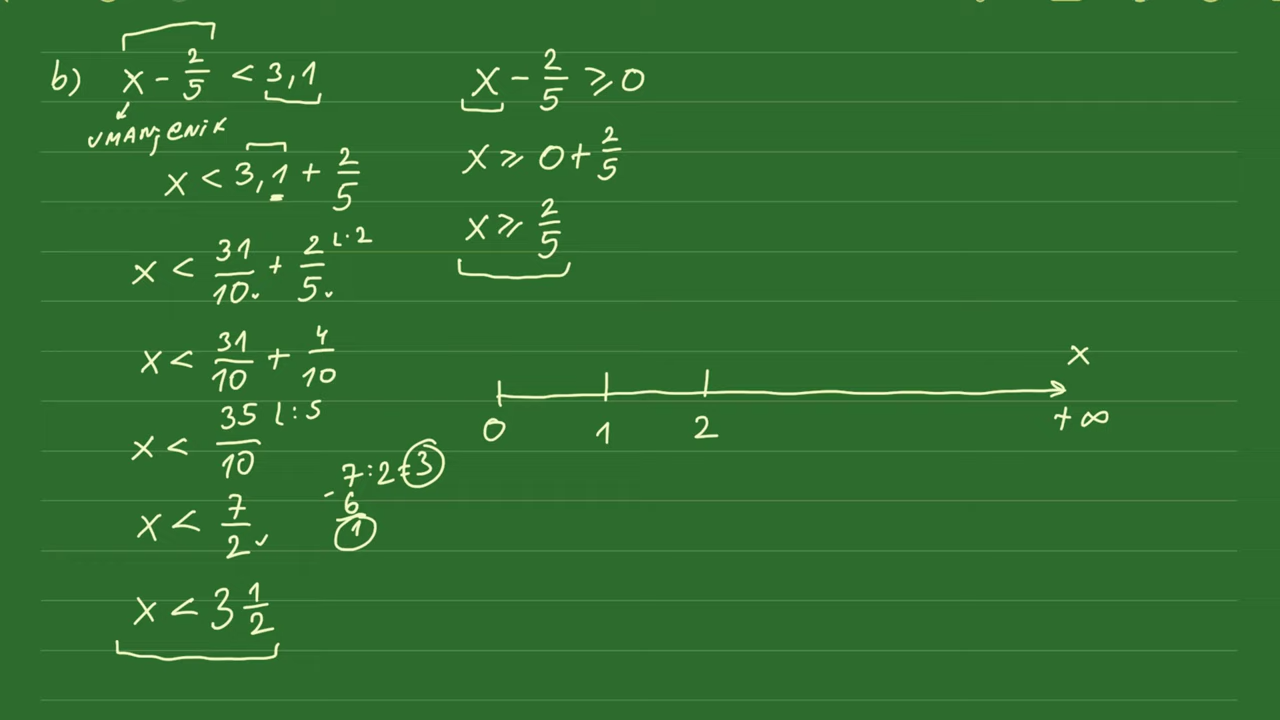 b) x - 2/5 < 3,1
UMANjENIK
x < 3,1 + 2/5
x < 31/10 + 2/5 |·2
x < 31/10 + 4/10
x < 35/10 |:5
x < 7/2
7:2=3
-6
1
x < 3 1/2
x - 2/5 ⩾ 0
x ⩾ 0 + 2/5
x ⩾ 2/5
x
0 1 2 +∞